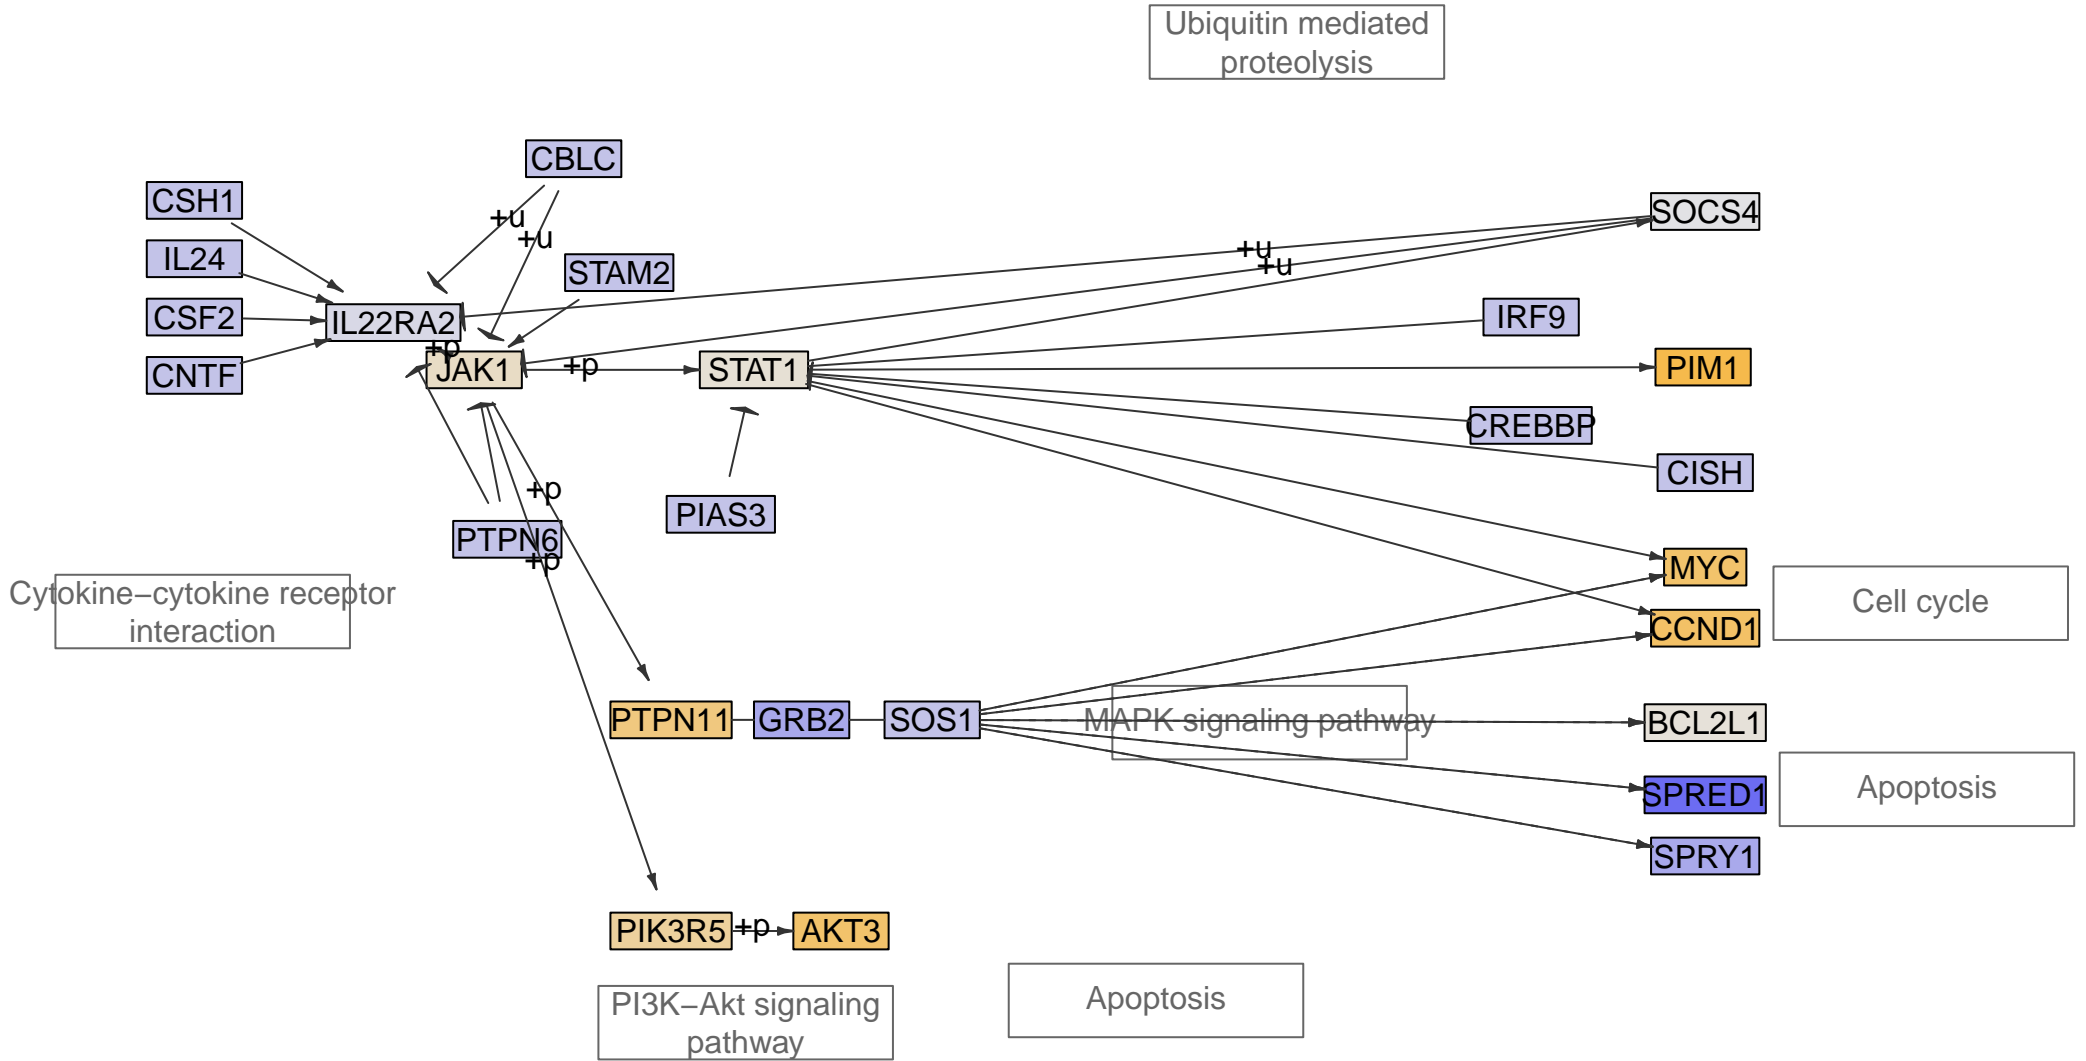 Ubiquitin mediated
proteolysis
CBLC
CSH1
SOCS4
+u
+u
+u
+u
IL24
STAM2
CSF2
IL22RA2
IRF9
+p
CNTF
JAK1
+p
STAT1
PIM1
CREBBP
CISH
+p
PIAS3
PTPN6
+p
MYC
Cytokine−cytokine receptor
interaction
Cell cycle
CCND1
PTPN11
GRB2
SOS1
MAPK signaling pathway
BCL2L1
SPRED1
Apoptosis
SPRY1
PIK3R5
+p
AKT3
PI3K−Akt signaling
pathway
Apoptosis